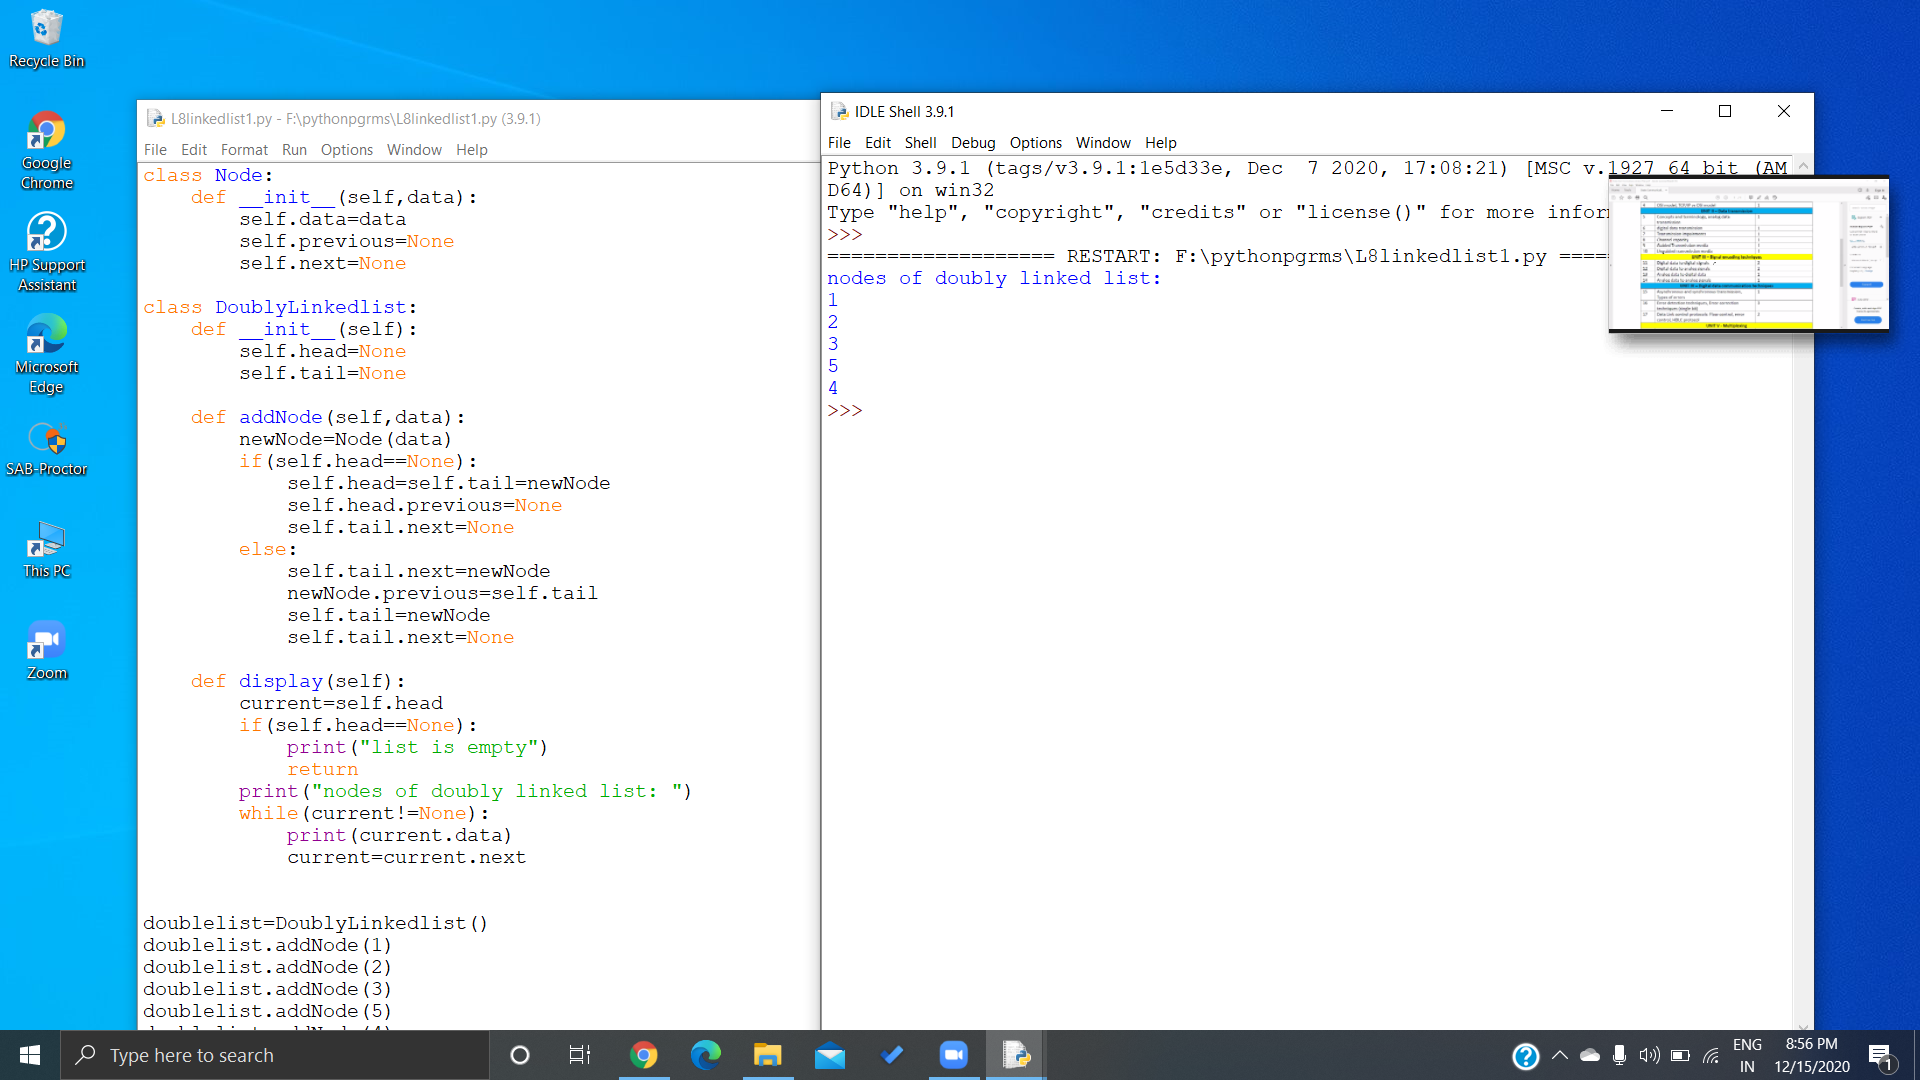 Recycle Bin
Google
Chrome
HP Support
Assistant
Microsoft
Edge
SAB-Proctor
This PC
Zoom
L8linkedlist1.py - F:\pythonpgrms\L8linkedlist1.py (3.9.1)
File Edit Format Run Options Window Help
class Node:
    def __init__(self,data):
        self.data=data
        self.previous=None
        self.next=None
class DoublyLinkedlist:
    def __init__(self):
        self.head=None
        self.tail=None
    def addNode(self,data):
        newNode=Node(data)
        if(self.head==None):
            self.head=self.tail=newNode
            self.head.previous=None
            self.tail.next=None
        else:
            self.tail.next=newNode
            newNode.previous=self.tail
            self.tail=newNode
            self.tail.next=None
    def display(self):
        current=self.head
        if(self.head==None):
            print("list is empty")
            return
        print("nodes of doubly linked list: ")
        while(current!=None):
            print(current.data)
            current=current.next
doublelist=DoublyLinkedlist()
doublelist.addNode(1)
doublelist.addNode(2)
doublelist.addNode(3)
doublelist.addNode(5)
IDLE Shell 3.9.1
File Edit Shell Debug Options Window Help
Python 3.9.1 (tags/v3.9.1:1e5d33e, Dec  7 2020, 17:08:21) [MSC v.1927 64 bit (AM
D64)] on win32
Type "help", "copyright", "credits" or "license()" for more infor
>>>
=================== RESTART: F:\pythonpgrms\L8linkedlist1.py ====
nodes of doubly linked list:
1
2
3
5
4
>>>
Type here to search
ENG
IN
8:56 PM
12/15/2020
1